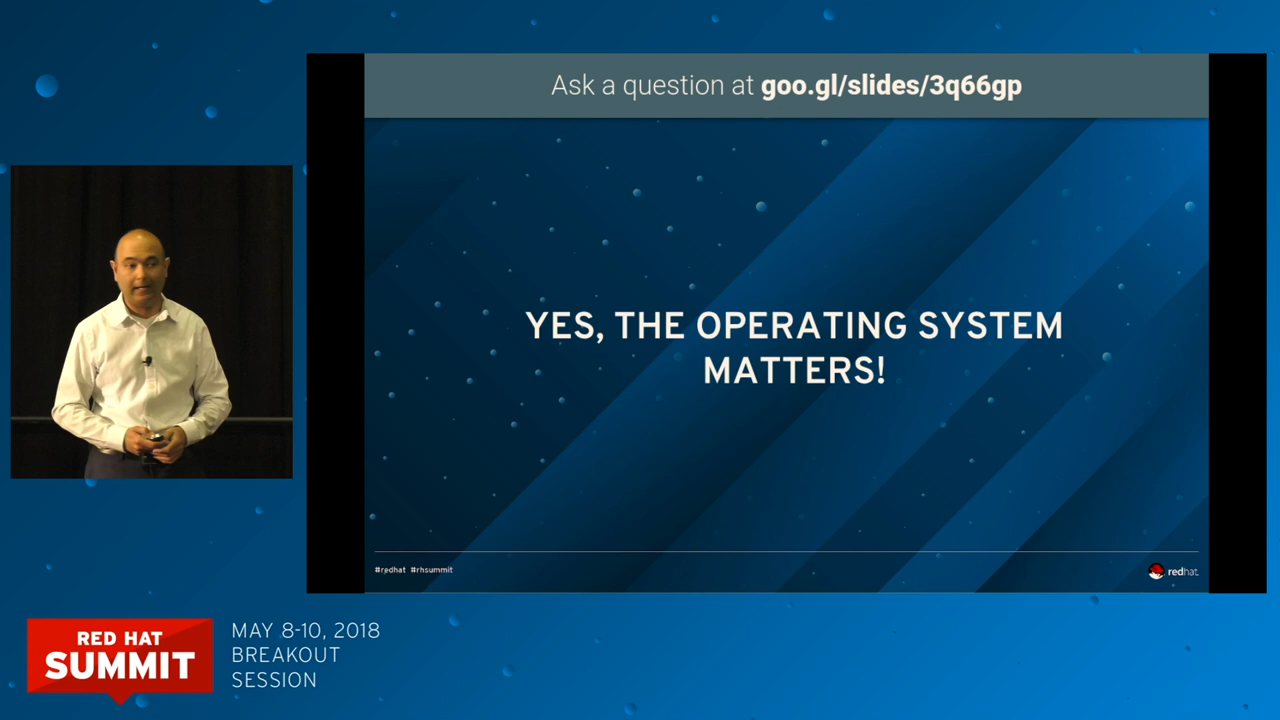 Ask a question at goo.gl/slides/3q66gp
YES, THE OPERATING SYSTEM
MATTERS!
#redhat #rhsummit
redhat.
RED HAT
SUMMIT
MAY 8-10, 2018
BREAKOUT
SESSION